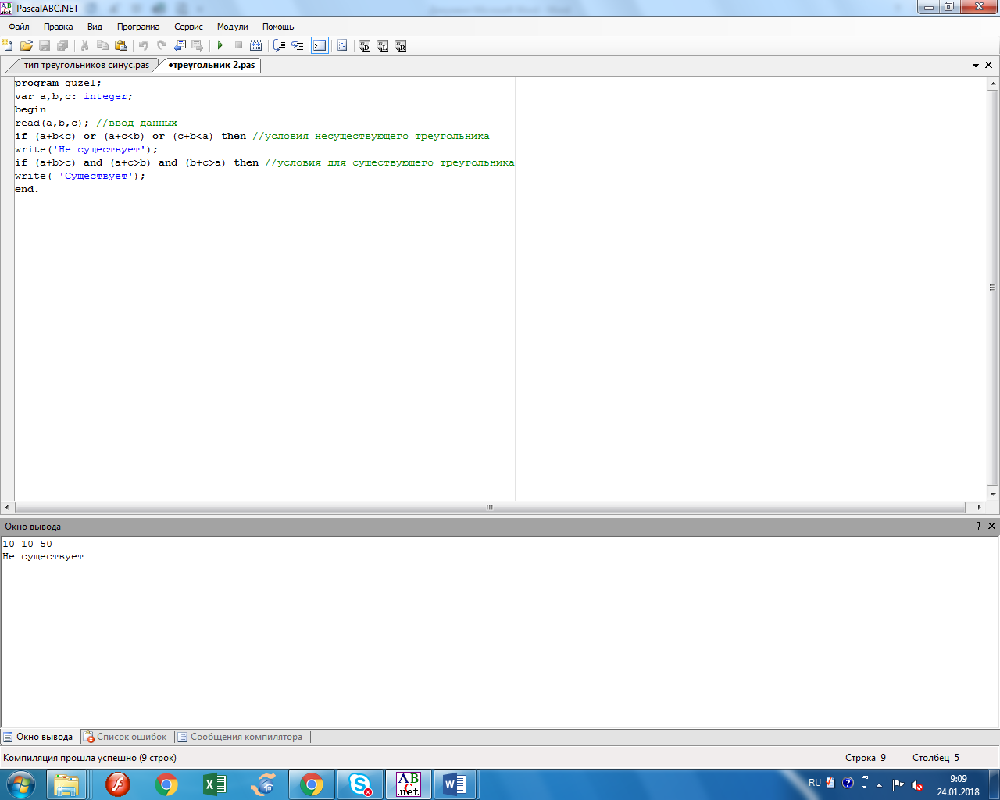 PascalABC.NET
Файл Правка Вид Программа Сервис Модули Помощь
тип треугольников синус.pas •треугольник 2.pas
program guzel;
var a,b,c: integer;
begin
read(a,b,c); //ввод данных
if (a+b<c) or (a+c<b) or (c+b<a) then //условия несуществующего треугольника
write('Не существует');
if (a+b>c) and (a+c>b) and (b+c>a) then //условия для существующего треугольника
write( 'Существует');
end.
Окно вывода
10 10 50
Не существует
Окно вывода Список ошибок Сообщения компилятора
Компиляция прошла успешно (9 строк) Строка 9 Столбец 5
AB
C
.net
RU 9:09
24.01.2018